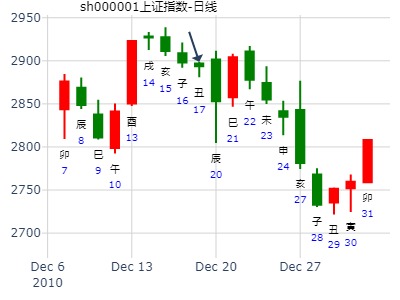 sh000001上证指数-日线
2950
2900
2850
2800
2750
2700
卯
7
辰
8
巳
9
午
10
酉
13
戌
14
亥
15
子
16
丑
17
辰
20
巳
21
午
22
未
23
申
24
亥
27
子
28
丑
29
寅
30
卯
31
Dec 6
2010
Dec 13
Dec 20
Dec 27